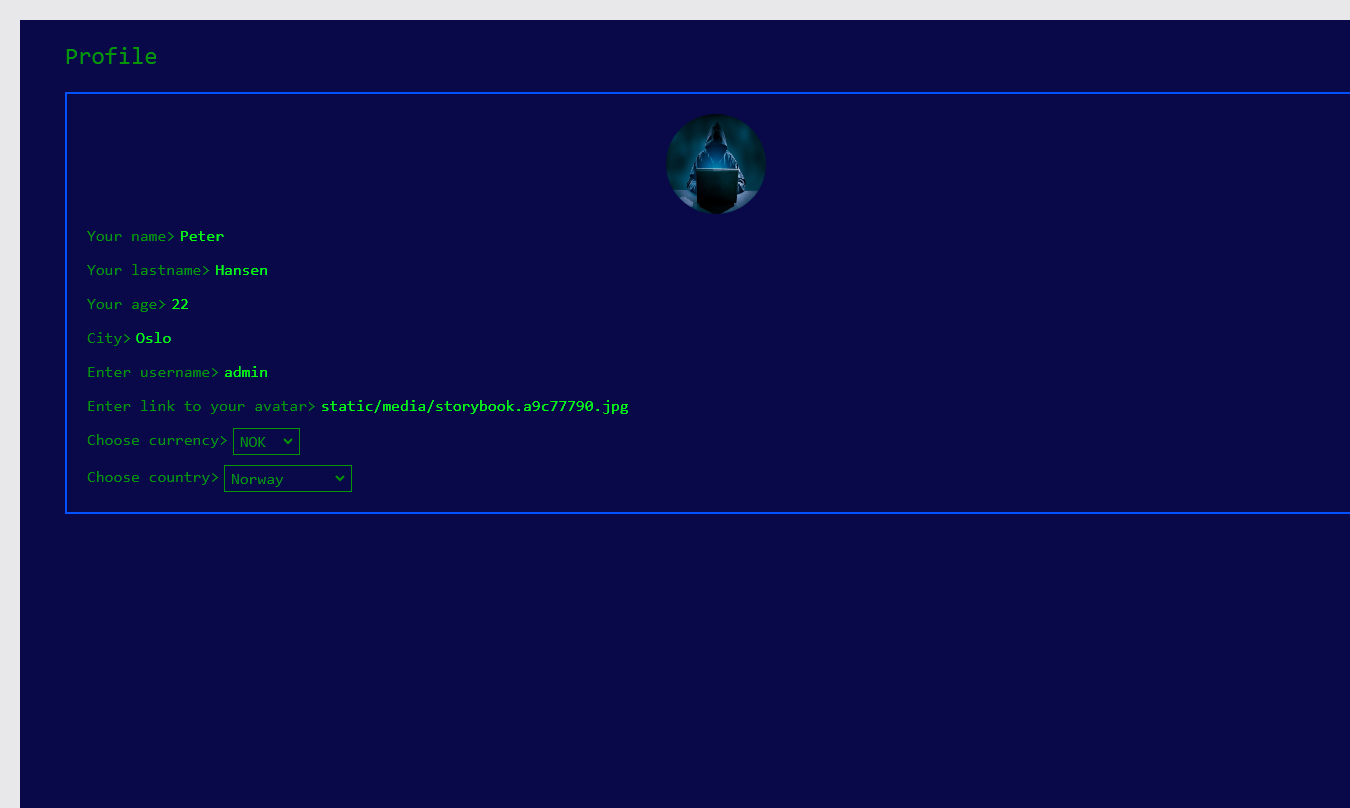 Profile
Your name> Peter
Your lastname> Hansen
Your age> 22
City> Oslo
Enter username> admin
Enter link to your avatar> static/media/storybook.a9c77790.jpg
Choose currency> NOK
Choose country> Norway